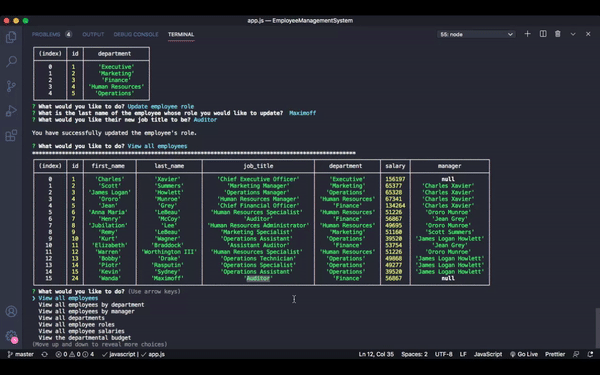 app.js — EmployeeManagementSystem
PROBLEMS 4 OUTPUT DEBUG CONSOLE TERMINAL 55: node
(index) id department
0 1 'Executive'
1 2 'Marketing'
2 3 'Finance'
3 4 'Human Resources'
4 5 'Operations'
? What would you like to do? Update employee role
? What is the last name of the employee whose role you would like to update? Maximoff
? What would you like their new job title to be? Auditor
You have successfully updated the employee's role.
? What would you like to do? View all employees
(index) id first_name last_name job_title department salary manager
0 1 'Charles' 'Xavier' 'Chief Executive Officer' 'Executive' 156197 null
1 2 'Scott' 'Summers' 'Marketing Manager' 'Marketing' 65377 'Charles Xavier'
2 3 'James Logan' 'Howlett' 'Operations Manager' 'Operations' 65328 'Charles Xavier'
3 4 'Ororo' 'Munroe' 'Human Resources Manager' 'Human Resources' 67341 'Charles Xavier'
4 5 'Jean' 'Grey' 'Chief Financial Officer' 'Finance' 134264 'Charles Xavier'
5 6 'Anna Maria' 'LeBeau' 'Human Resources Specialist' 'Human Resources' 51226 'Ororo Munroe'
6 7 'Henry' 'McCoy' 'Auditor' 'Finance' 56867 'Jean Grey'
7 8 'Jubilation' 'Lee' 'Human Resources Administrator' 'Human Resources' 49695 'Ororo Munroe'
8 9 'Remy' 'LeBeau' 'Marketing Specialist' 'Marketing' 51160 'Scott Summers'
9 10 'Kurt' 'Wagner' 'Operations Assistant' 'Operations' 39520 'James Logan Howlett'
10 11 'Elizabeth' 'Braddock' 'Assistant Auditor' 'Finance' 53754 'Jean Grey'
11 12 'Warren' 'Worthington III' 'Human Resources Specialist' 'Human Resources' 51226 'Ororo Munroe'
12 13 'Bobby' 'Drake' 'Operations Technician' 'Operations' 49868 'James Logan Howlett'
13 14 'Piotr' 'Rasputin' 'Operations Specialist' 'Operations' 49277 'James Logan Howlett'
14 15 'Kevin' 'Sydney' 'Operations Assistant' 'Operations' 39520 'James Logan Howlett'
15 24 'Wanda' 'Maximoff' 'Auditor' 'Finance' 56867 null
? What would you like to do? (Use arrow keys)
❯ View all employees
View all employees by department
View all employees by manager
View all departments
View all employee roles
View all employee salaries
View the departmental budget
(Move up and down to reveal more choices)
master 0 4 javascript | app.js Ln 12, Col 35 Spaces: 2 UTF-8 LF JavaScript Go Live Prettier